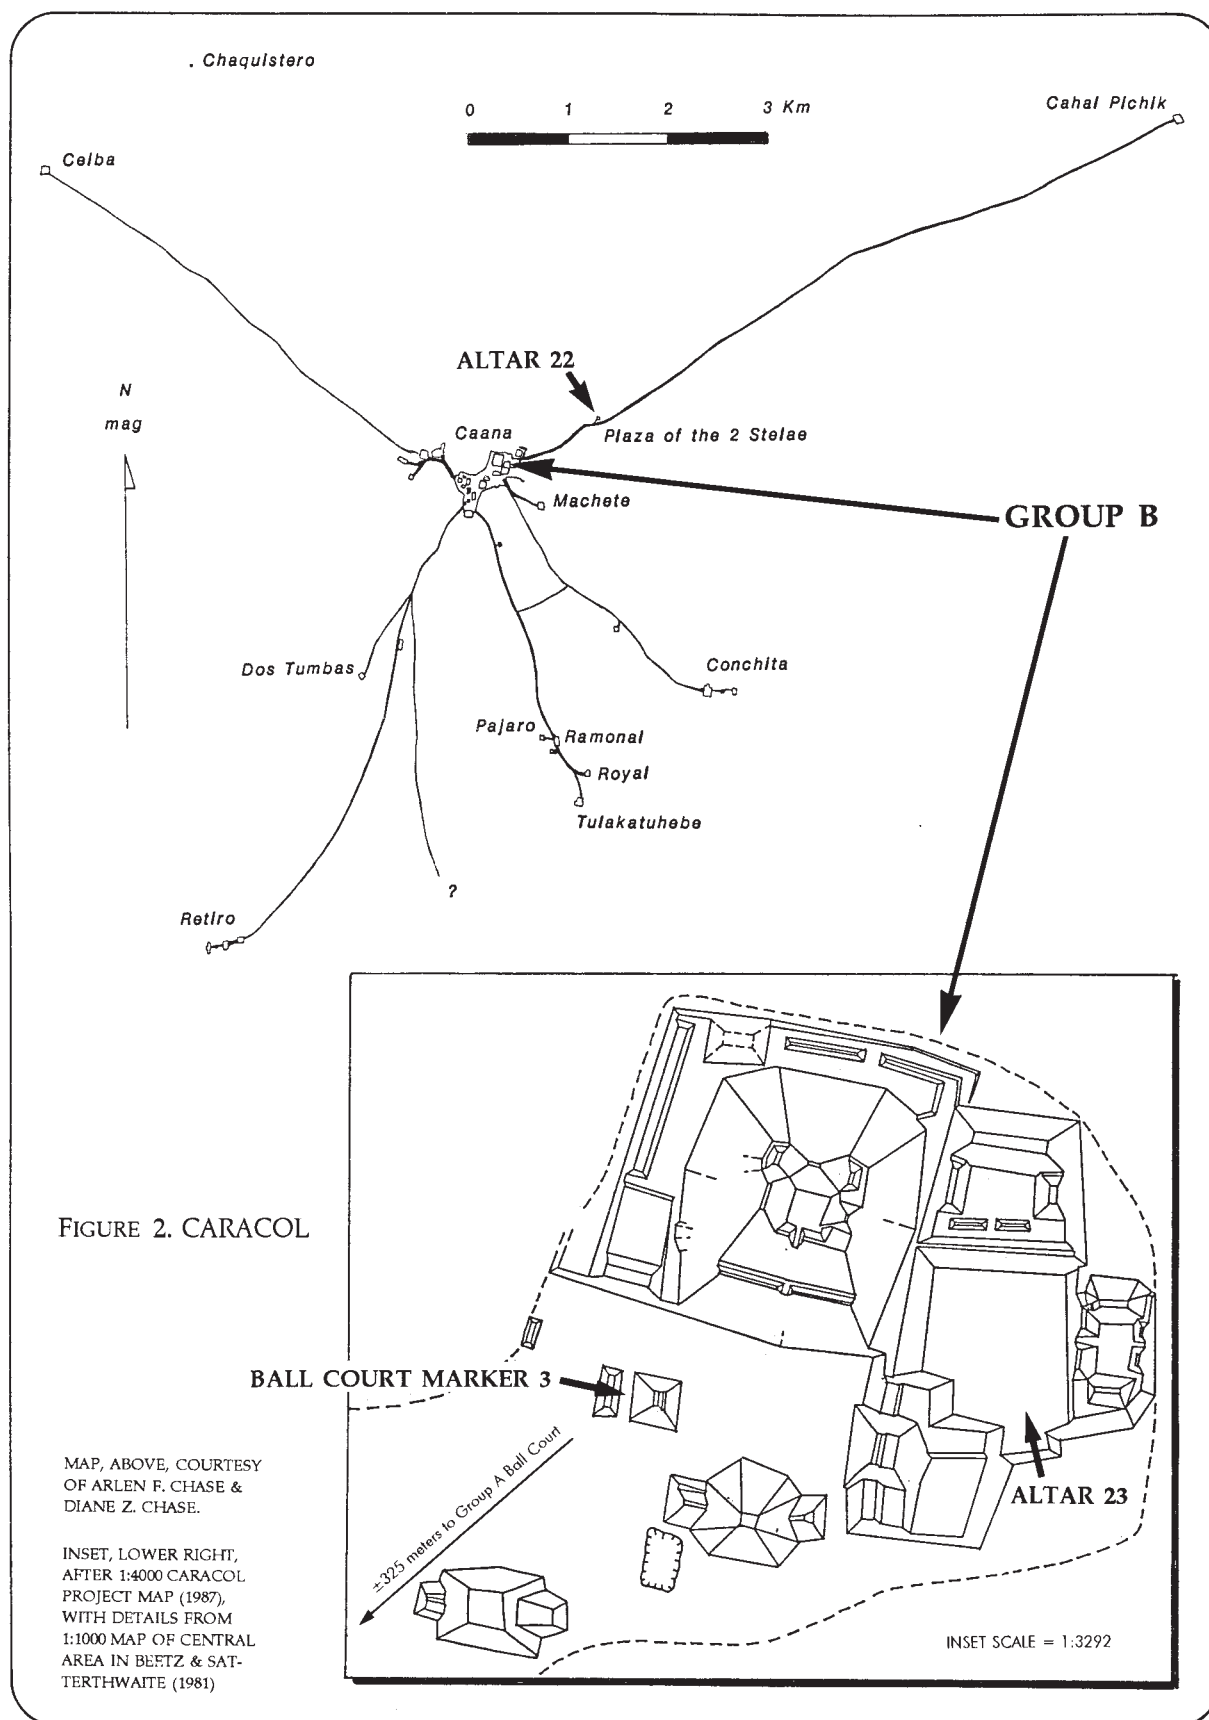 Chaquistero
0 1 2 3 Km
Cahal Pichik
Ceiba
ALTAR 22
N
mag
Caana
Plaza of the 2 Stelae
Machete
GROUP B
Dos Tumbas
Conchita
Pajaro
Ramonal
Royal
Tulakatuhebe
?
Retiro
FIGURE 2. CARACOL
BALL COURT MARKER 3
±325 meters to Group A Ball Court
ALTAR 23
MAP, ABOVE, COURTESY
OF ARLEN F. CHASE &
DIANE Z. CHASE.
INSET, LOWER RIGHT,
AFTER 1:4000 CARACOL
PROJECT MAP (1987),
WITH DETAILS FROM
1:1000 MAP OF CENTRAL
AREA IN BEETZ & SAT-
TERTHWAITE (1981)
INSET SCALE = 1:3292